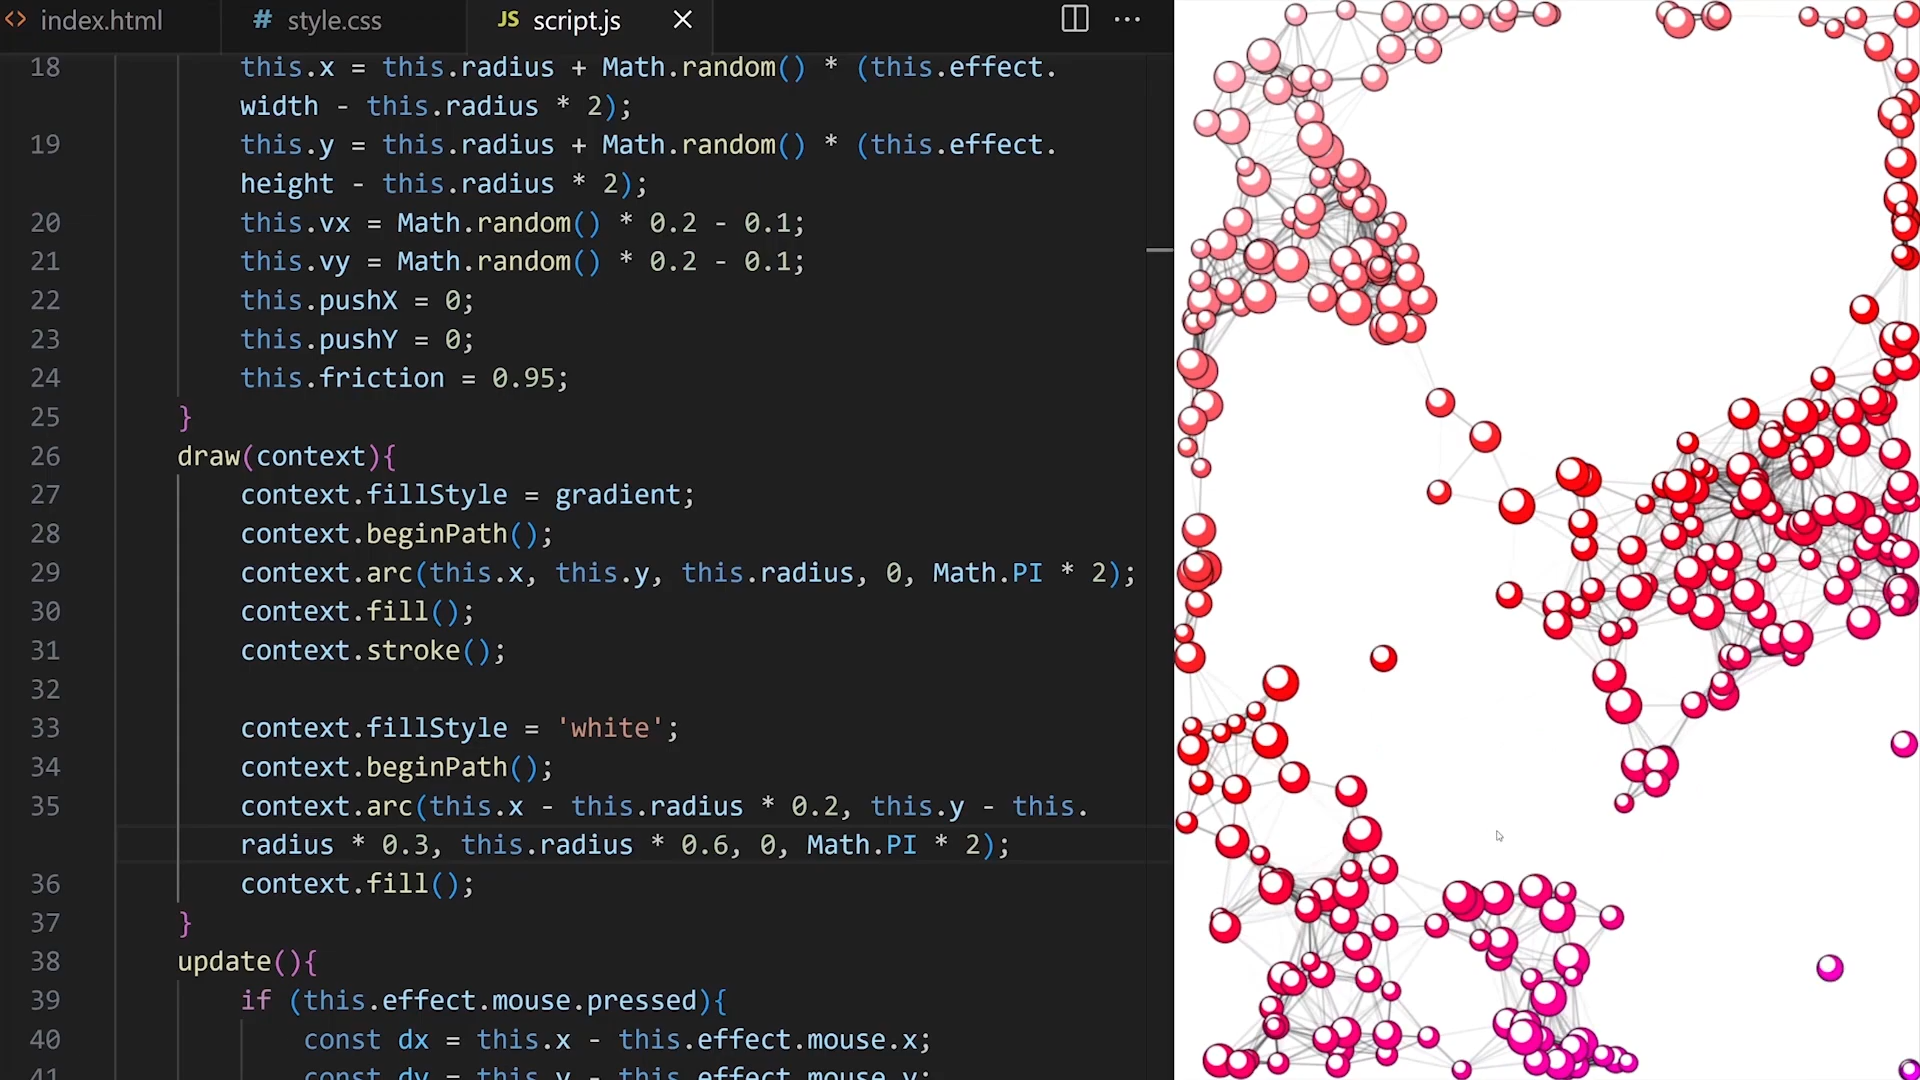 <> index.html # style.css JS script.js
18 this.x = this.radius + Math.random() * (this.effect.
width - this.radius * 2);
19 this.y = this.radius + Math.random() * (this.effect.
height - this.radius * 2);
20 this.vx = Math.random() * 0.2 - 0.1;
21 this.vy = Math.random() * 0.2 - 0.1;
22 this.pushX = 0;
23 this.pushY = 0;
24 this.friction = 0.95;
25 }
26 draw(context){
27 context.fillStyle = gradient;
28 context.beginPath();
29 context.arc(this.x, this.y, this.radius, 0, Math.PI * 2);
30 context.fill();
31 context.stroke();
32
33 context.fillStyle = 'white';
34 context.beginPath();
35 context.arc(this.x - this.radius * 0.2, this.y - this.
radius * 0.3, this.radius * 0.6, 0, Math.PI * 2);
36 context.fill();
37 }
38 update(){
39 if (this.effect.mouse.pressed){
40 const dx = this.x - this.effect.mouse.x;
41 const dy = this.y - this.effect.mouse.y;